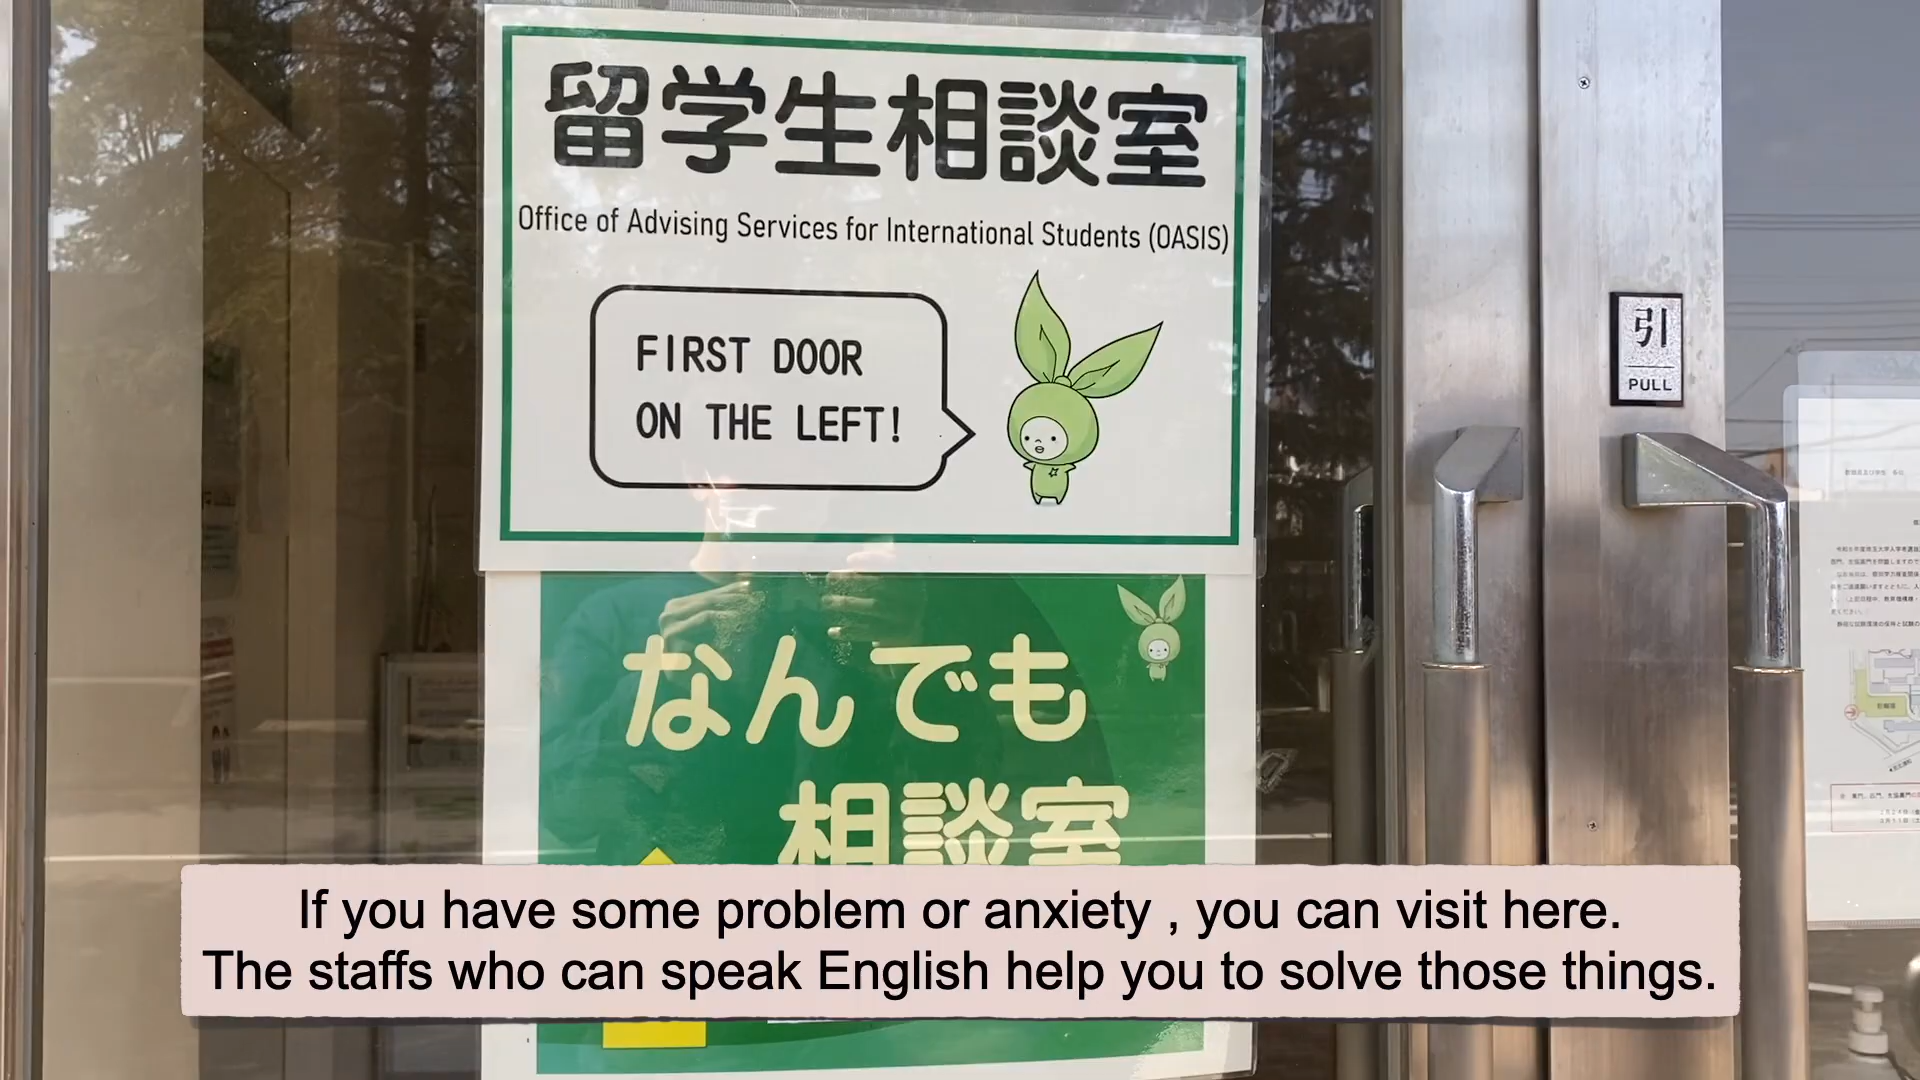 留学生相談室
Office of Advising Services for International Students (OASIS)
FIRST DOOR
ON THE LEFT!
引
PULL
なんでも
相談室
If you have some problem or anxiety , you can visit here.
The staffs who can speak English help you to solve those things.